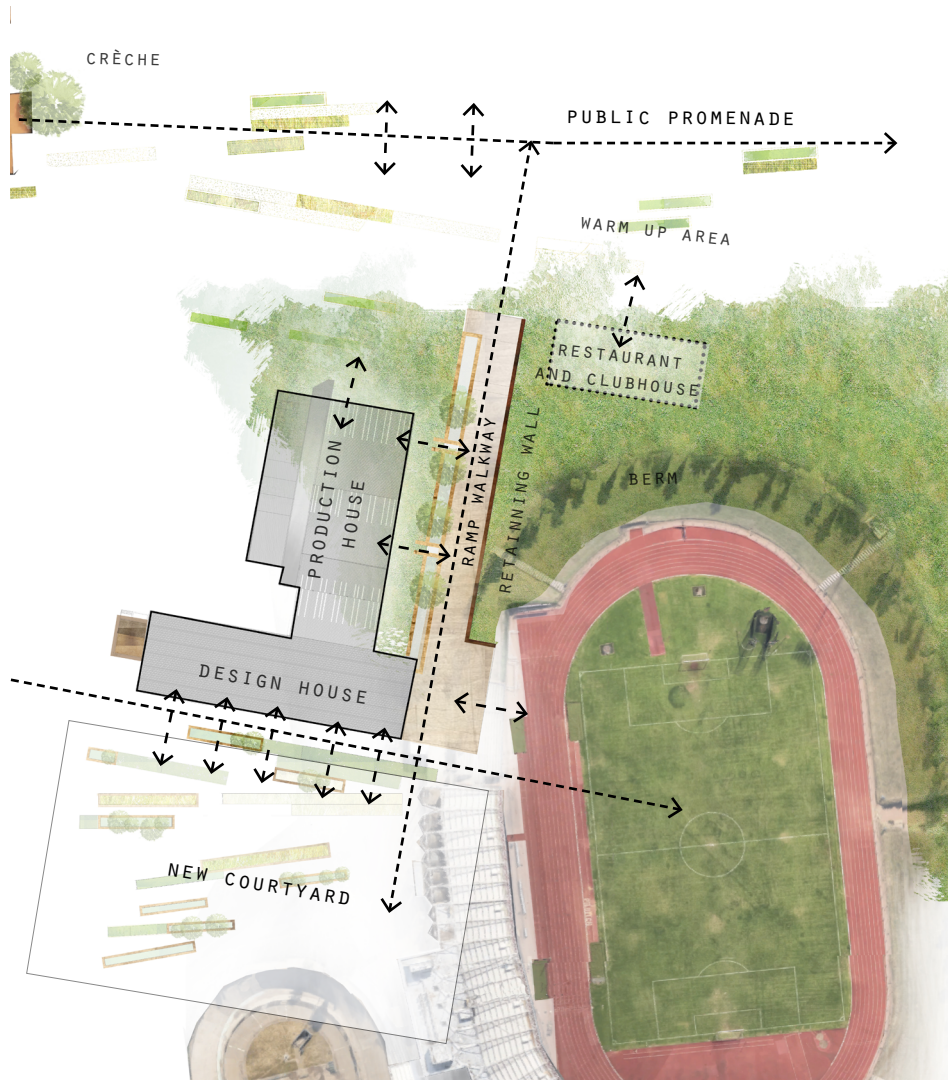 CRÈCHE
PUBLIC PROMENADE
WARM UP AREA
RESTAURANT
AND CLUBHOUSE
PRODUCTION
HOUSE
RAMP WALKWAY
RETAINNING WALL
BERM
DESIGN HOUSE
NEW COURTYARD